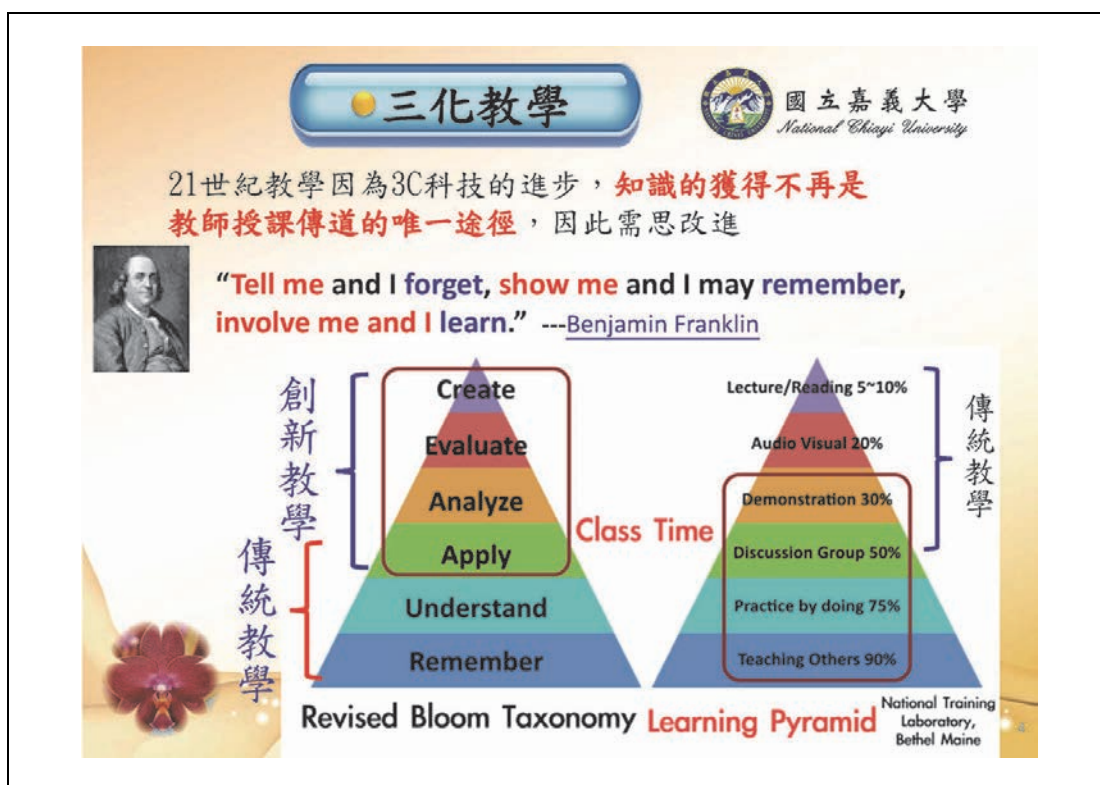 三化教學
國立嘉義大學
National Chiayi University
21世紀教學因為3C科技的進步，知識的獲得不再是
教師授課傳道的唯一途徑，因此需思改進
“Tell me and I forget, show me and I may remember,
involve me and I learn.” ---Benjamin Franklin
創新教學
傳統教學
Create
Evaluate
Analyze
Apply
Understand
Remember
Revised Bloom Taxonomy
Class Time
Lecture/Reading 5~10%
Audio Visual 20%
Demonstration 30%
Discussion Group 50%
Practice by doing 75%
Teaching Others 90%
傳統教學
Learning Pyramid
National Training
Laboratory,
Bethel Maine
4